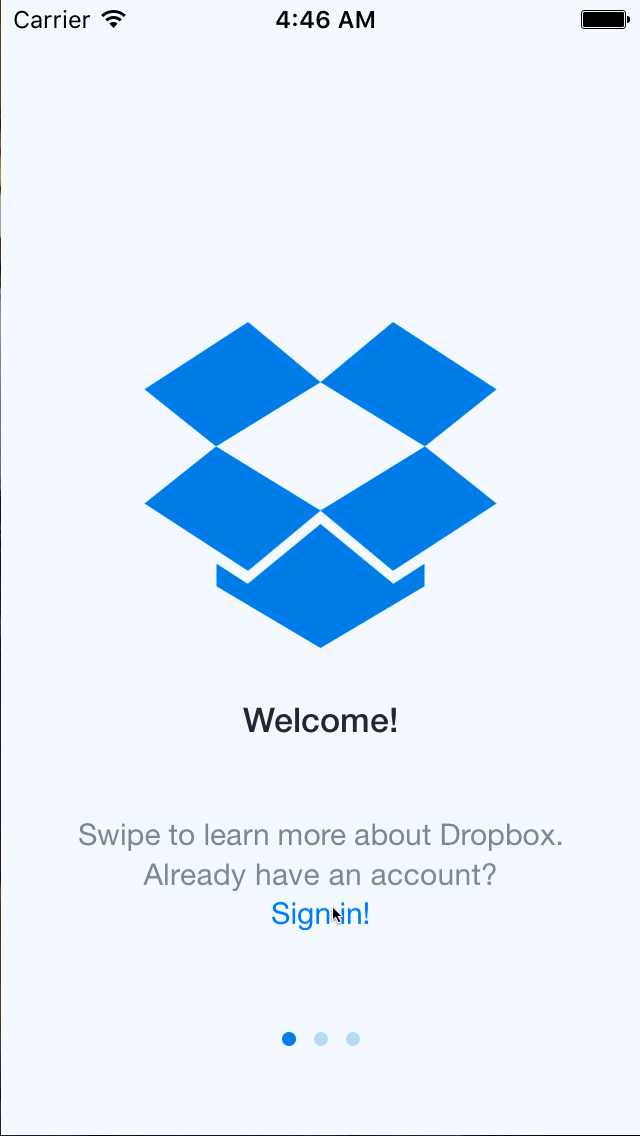 Carrier 4:46 AM
Welcome!
Swipe to learn more about Dropbox.
Already have an account?
Sign in!